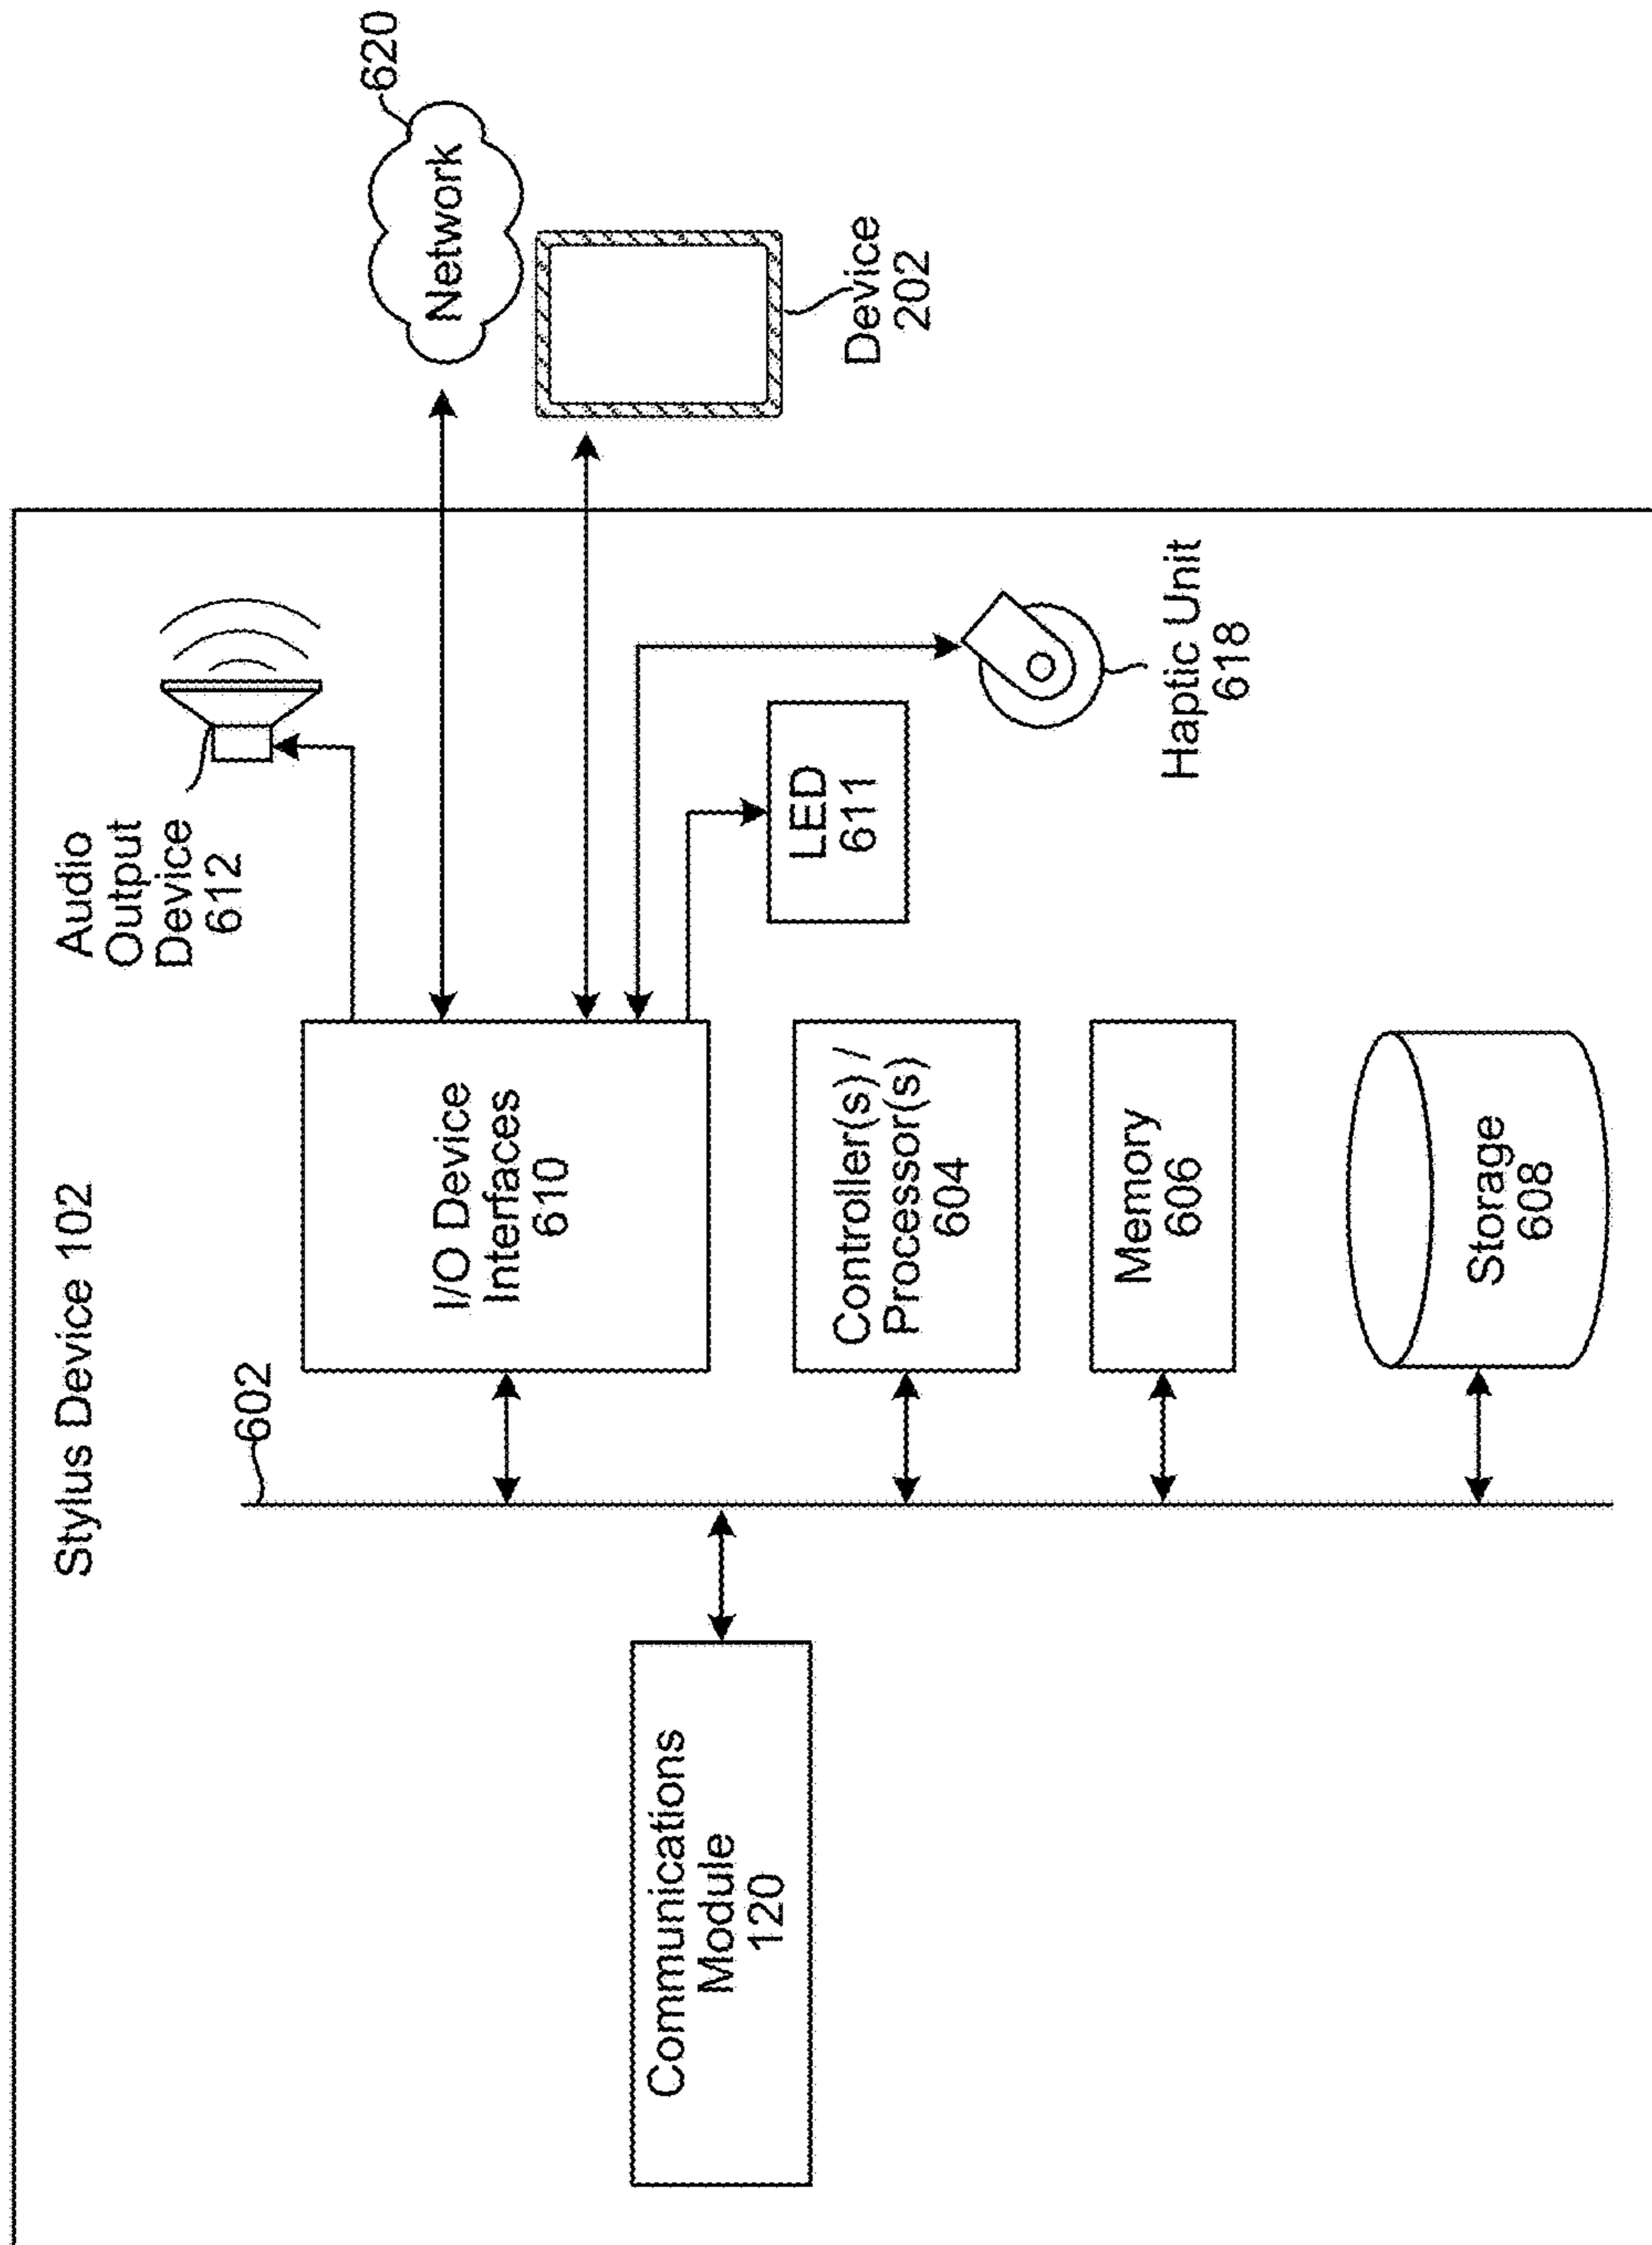 Stylus Device 102
602
Communications
Module
120
I/O Device
Interfaces
610
Controller(s) /
Processor(s)
604
Memory
606
Storage
608
Audio
Output
Device
612
LED
611
Haptic Unit
618
Network
620
Device
202